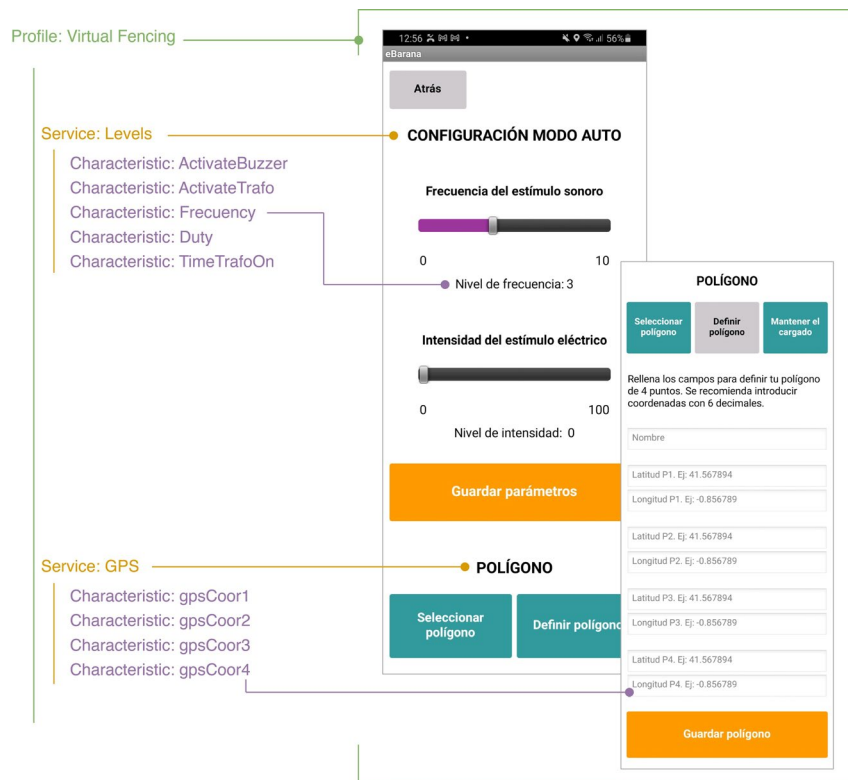 Profile: Virtual Fencing
Service: Levels
Characteristic: ActivateBuzzer
Characteristic: ActivateTrafo
Characteristic: Frecuency
Characteristic: Duty
Characteristic: TimeTrafoOn
Service: GPS
Characteristic: gpsCoor1
Characteristic: gpsCoor2
Characteristic: gpsCoor3
Characteristic: gpsCoor4
12:56
56%
eBarana
Atrás
CONFIGURACIÓN MODO AUTO
Frecuencia del estímulo sonoro
0 10
Nivel de frecuencia: 3
Intensidad del estímulo eléctrico
0 100
Nivel de intensidad: 0
Guardar parámetros
POLÍGONO
Seleccionar
polígono
Definir polígono
POLÍGONO
Seleccionar
polígono
Definir
polígono
Mantener el
cargado
Rellena los campos para definir tu polígono
de 4 puntos. Se recomienda introducir
coordenadas con 6 decimales.
Nombre
Latitud P1. Ej: 41.567894
Longitud P1. Ej: -0.856789
Latitud P2. Ej: 41.567894
Longitud P2. Ej: -0.856789
Latitud P3. Ej: 41.567894
Longitud P3. Ej: -0.856789
Latitud P4. Ej: 41.567894
Longitud P4. Ej: -0.856789
Guardar polígono